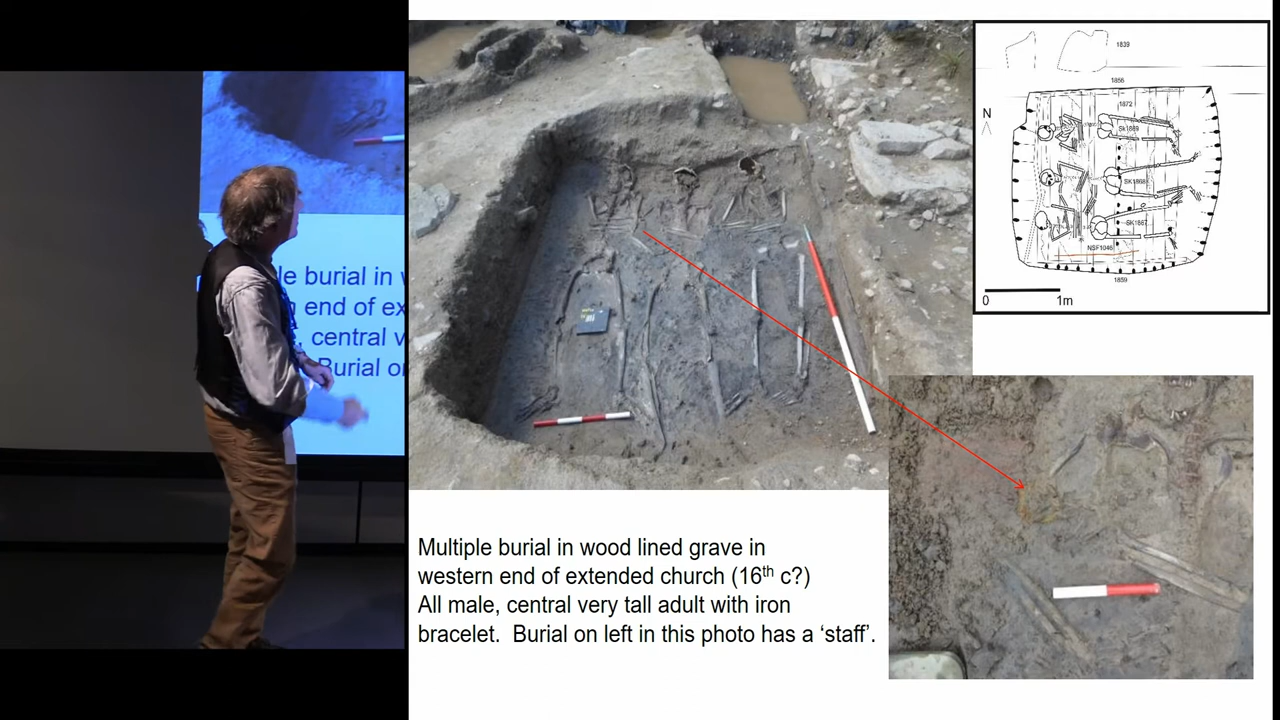 1839
1856
N
1872
Sk1869
SK1868
SK1867
NSF1046
0 1m
1859
le burial in
end of ex
, central v
Burial or
Multiple burial in wood lined grave in
western end of extended church (16th c?)
All male, central very tall adult with iron
bracelet. Burial on left in this photo has a ‘staff’.